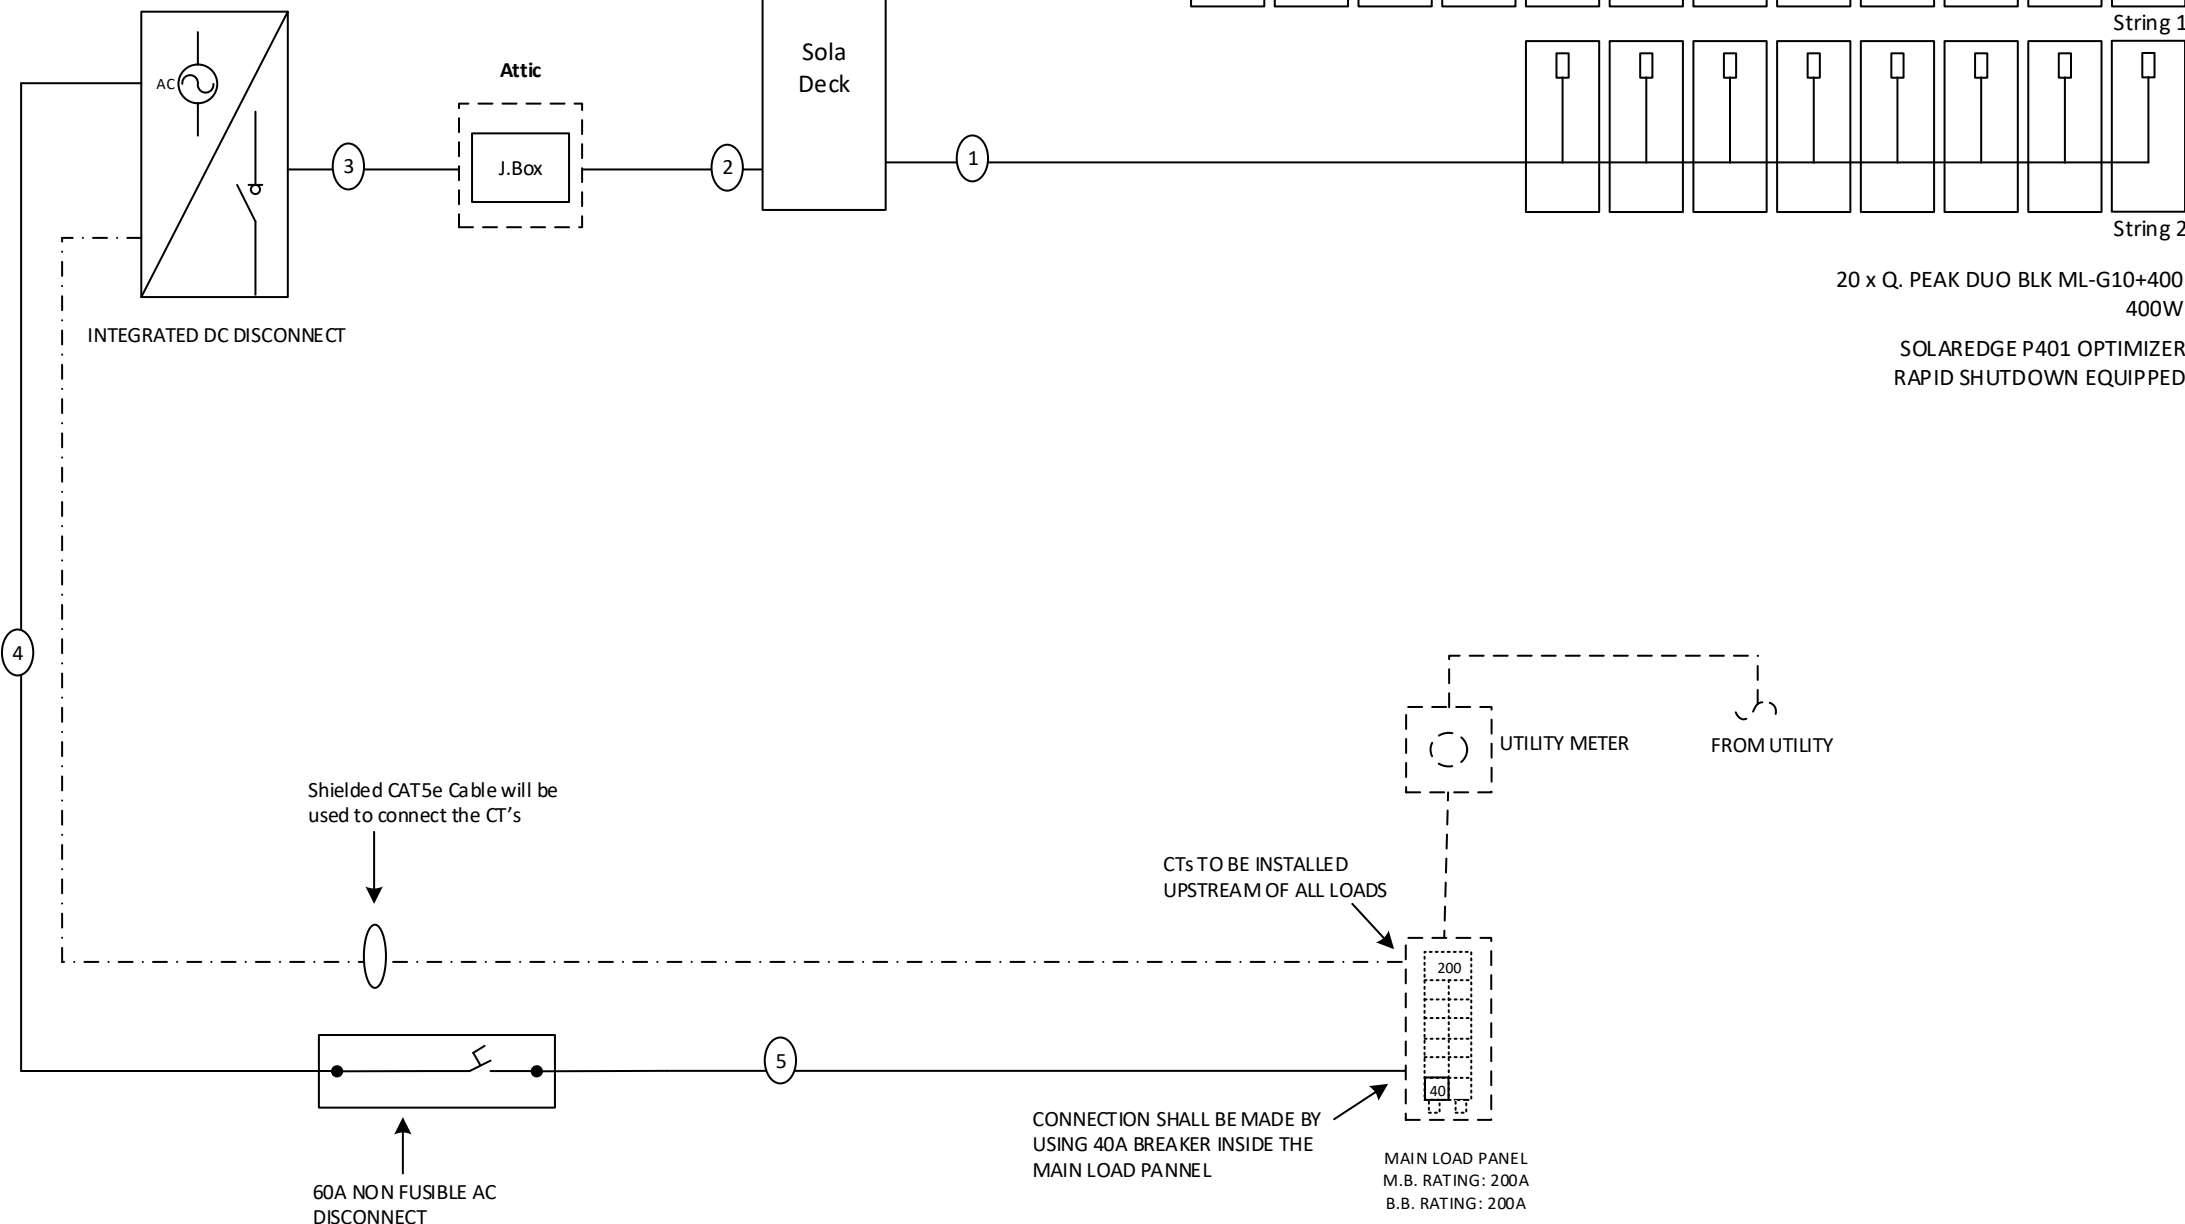 String 1
Sola
Deck
Attic
AC
J.Box
3
2
1
String 2
INTEGRATED DC DISCONNECT
20 x Q. PEAK DUO BLK ML-G10+400
400W
SOLAREDGE P401 OPTIMIZER
RAPID SHUTDOWN EQUIPPED
4
UTILITY METER
FROM UTILITY
Shielded CAT5e Cable will be
used to connect the CT’s
CTs TO BE INSTALLED
UPSTREAM OF ALL LOADS
200
5
40
CONNECTION SHALL BE MADE BY
USING 40A BREAKER INSIDE THE
MAIN LOAD PANNEL
MAIN LOAD PANEL
M.B. RATING: 200A
B.B. RATING: 200A
60A NON FUSIBLE AC
DISCONNECT